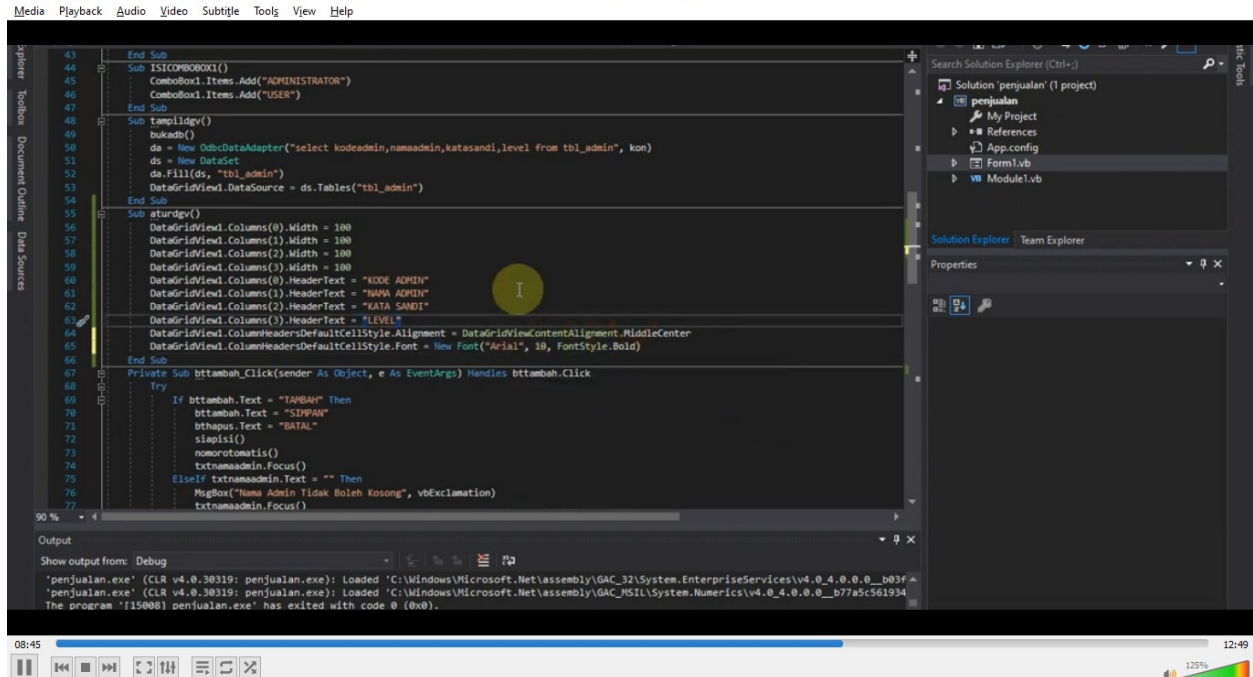 Media Playback Audio Video Subtitle Tools View Help
Explorer
Toolbox
Document Outline
Data Sources
43 End Sub
44 Sub ISICOMBOBOX1()
45 ComboBox1.Items.Add("ADMINISTRATOR")
46 ComboBox1.Items.Add("USER")
47 End Sub
48 Sub tampildgv()
49 bukadb()
50 da = New OdbcDataAdapter("select kodeadmin,namaadmin,katasandi,level from tbl_admin", kon)
51 ds = New DataSet
52 da.Fill(ds, "tbl_admin")
53 DataGridView1.DataSource = ds.Tables("tbl_admin")
54 End Sub
55 Sub aturdgv()
56 DataGridView1.Columns(0).Width = 100
57 DataGridView1.Columns(1).Width = 100
58 DataGridView1.Columns(2).Width = 100
59 DataGridView1.Columns(3).Width = 100
60 DataGridView1.Columns(0).HeaderText = "KODE ADMIN"
61 DataGridView1.Columns(1).HeaderText = "NAMA ADMIN"
62 DataGridView1.Columns(2).HeaderText = "KATA SANDI"
63 DataGridView1.Columns(3).HeaderText = "LEVEL"
64 DataGridView1.ColumnHeadersDefaultCellStyle.Alignment = DataGridViewContentAlignment.MiddleCenter
65 DataGridView1.ColumnHeadersDefaultCellStyle.Font = New Font("Arial", 10, FontStyle.Bold)
66 End Sub
67 Private Sub bttambah_Click(sender As Object, e As EventArgs) Handles bttambah.Click
68 Try
69 If bttambah.Text = "TAMBAH" Then
70 bttambah.Text = "SIMPAN"
71 bthapus.Text = "BATAL"
72 siapisi()
73 nomorotomatis()
74 txtnamaadmin.Focus()
75 ElseIf txtnamaadmin.Text = "" Then
76 MsgBox("Nama Admin Tidak Boleh Kosong", vbExclamation)
77 txtnamaadmin.Focus()
90 %
Output
Show output from: Debug
'penjualan.exe' (CLR v4.0.30319: penjualan.exe): Loaded 'C:\Windows\Microsoft.Net\assembly\GAC_32\System.EnterpriseServices\v4.0_4.0.0.0__b03f
'penjualan.exe' (CLR v4.0.30319: penjualan.exe): Loaded 'C:\Windows\Microsoft.Net\assembly\GAC_MSIL\System.Numerics\v4.0_4.0.0.0__b77a5c561934
The program '[15008] penjualan.exe' has exited with code 0 (0x0).
Search Solution Explorer (Ctrl+;)
Solution 'penjualan' (1 project)
VB penjualan
My Project
References
App.config
Form1.vb
VB Module1.vb
Solution Explorer Team Explorer
Properties
Tools
08:45 12:49
125%